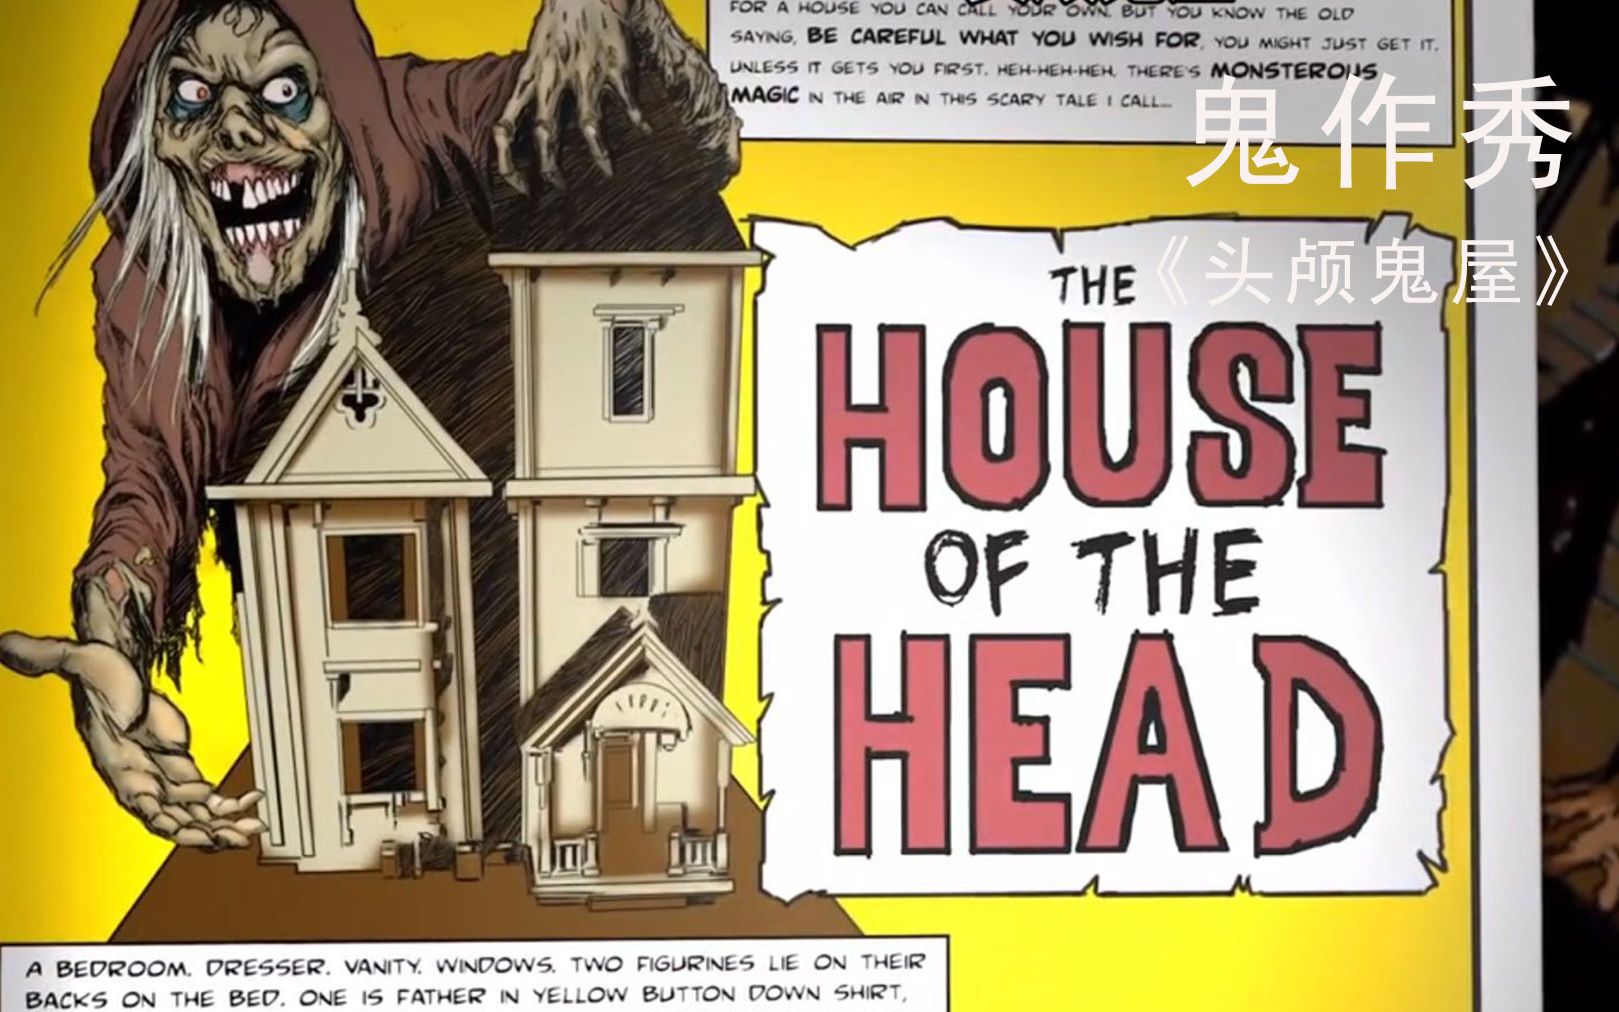 FOR A HOUSE YOU CAN CALL YOUR OWN. BUT YOU KNOW THE OLD
SAYING, BE CAREFUL WHAT YOU WISH FOR, YOU MIGHT JUST GET IT.
UNLESS IT GETS YOU FIRST. HEH-HEH-HEH. THERE'S MONSTEROUS
MAGIC IN THE AIR IN THIS SCARY TALE I CALL...
鬼作秀
《头颅鬼屋》
THE
HOUSE
OF THE
HEAD
A BEDROOM. DRESSER. VANITY. WINDOWS. TWO FIGURINES LIE ON THEIR
BACKS ON THE BED. ONE IS FATHER IN YELLOW BUTTON DOWN SHIRT,